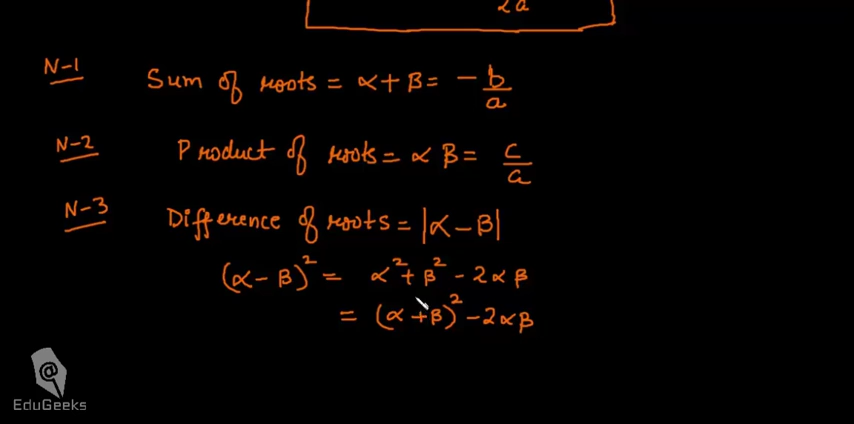 2a
N-1 Sum of roots = α + β = - b/a
N-2 Product of roots = α β = c/a
N-3 Difference of roots = |α - β|
(α - β)² = α² + β² - 2αβ
= (α + β)² - 2αβ
@
EduGeeks